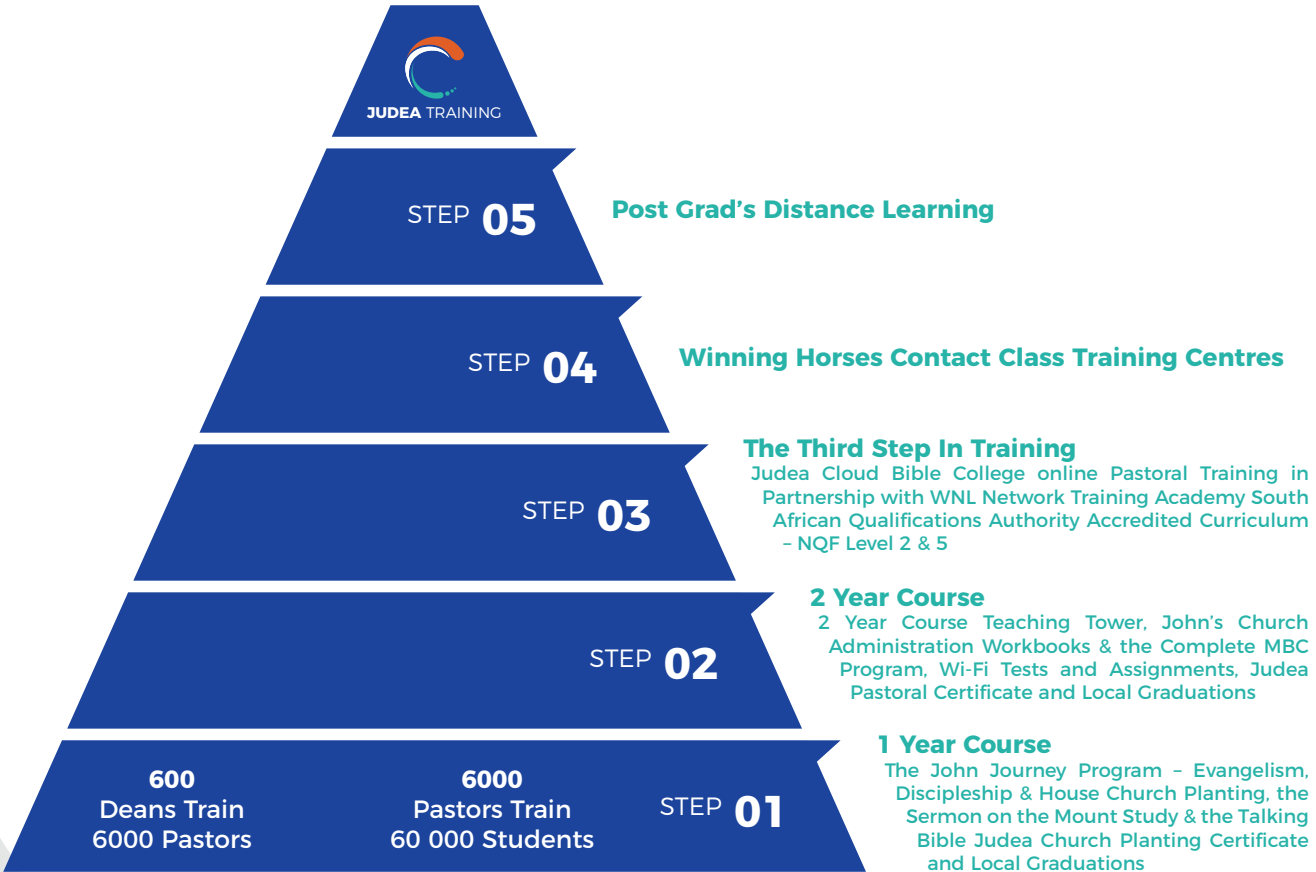 JUDEA TRAINING
STEP 05
Post Grad’s Distance Learning
STEP 04
Winning Horses Contact Class Training Centres
STEP 03
The Third Step In Training
Judea Cloud Bible College online Pastoral Training in
Partnership with WNL Network Training Academy South
African Qualifications Authority Accredited Curriculum
– NQF Level 2 & 5
STEP 02
2 Year Course
2 Year Course Teaching Tower, John’s Church
Administration Workbooks & the Complete MBC
Program, Wi-Fi Tests and Assignments, Judea
Pastoral Certificate and Local Graduations
600
Deans Train
6000 Pastors
6000
Pastors Train
60 000 Students
STEP 01
1 Year Course
The John Journey Program – Evangelism,
Discipleship & House Church Planting, the
Sermon on the Mount Study & the Talking
Bible Judea Church Planting Certificate
and Local Graduations